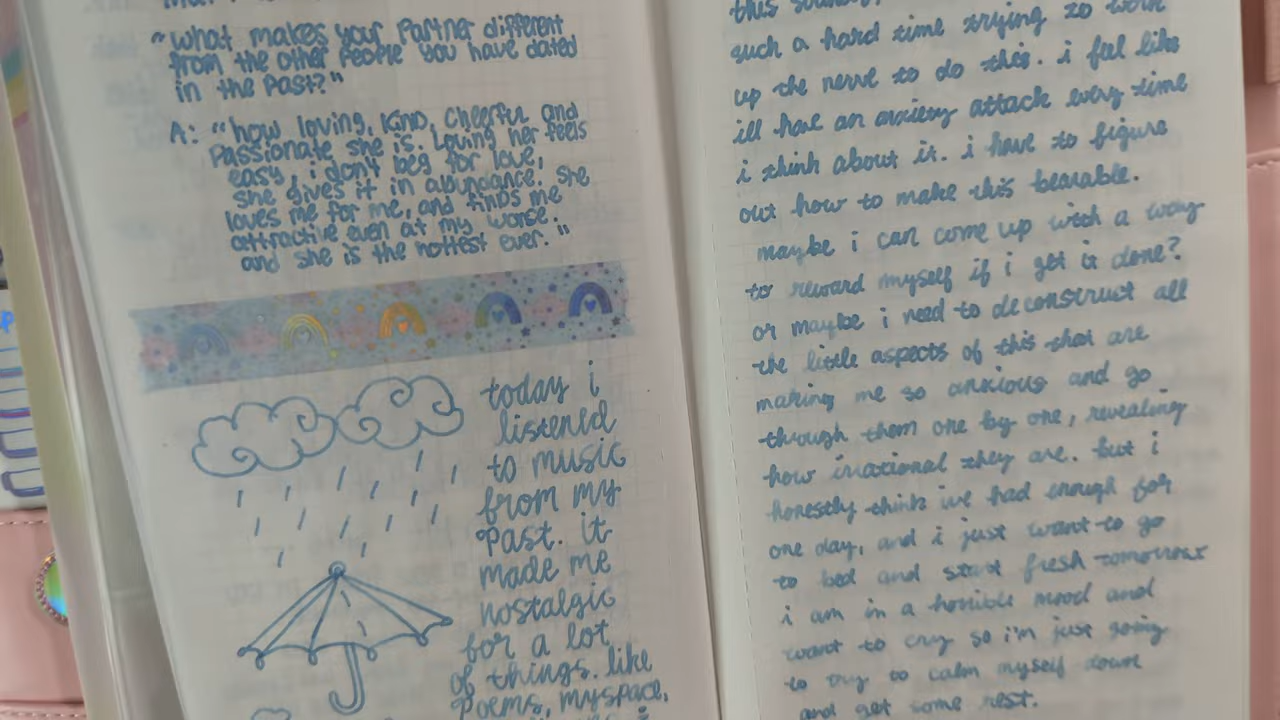 "What makes your partner different
from the other people you have dated
in the past?"
A: "how loving, kind, cheerful and
passionate she is. Loving her feels
easy, i don't beg for love,
she gives it in abundance. she
loves me for me, and finds me
attractive even at my worse.
and she is the hottest ever."
today i
listened
to music
from my
past. it
made me
nostalgic
for a lot
of things. like
poems, myspace,
this
such a hard time trying to work
up the nerve to do this. i feel like
ill have an anxiety attack every time
i think about it. i have to figure
out how to make this bearable.
maybe i can come up with a way
to reward myself if i get it done?
or maybe i need to deconstruct all
the little aspects of this that are
making me so anxious and go
through them one by one, revealing
how irrational they are. but i
honestly think ive had enough for
one day, and i just want to go
to bed and start fresh tomorrow
i am in a horrible mood and
want to cry so i'm just going
to try to calm myself down
and get some rest.